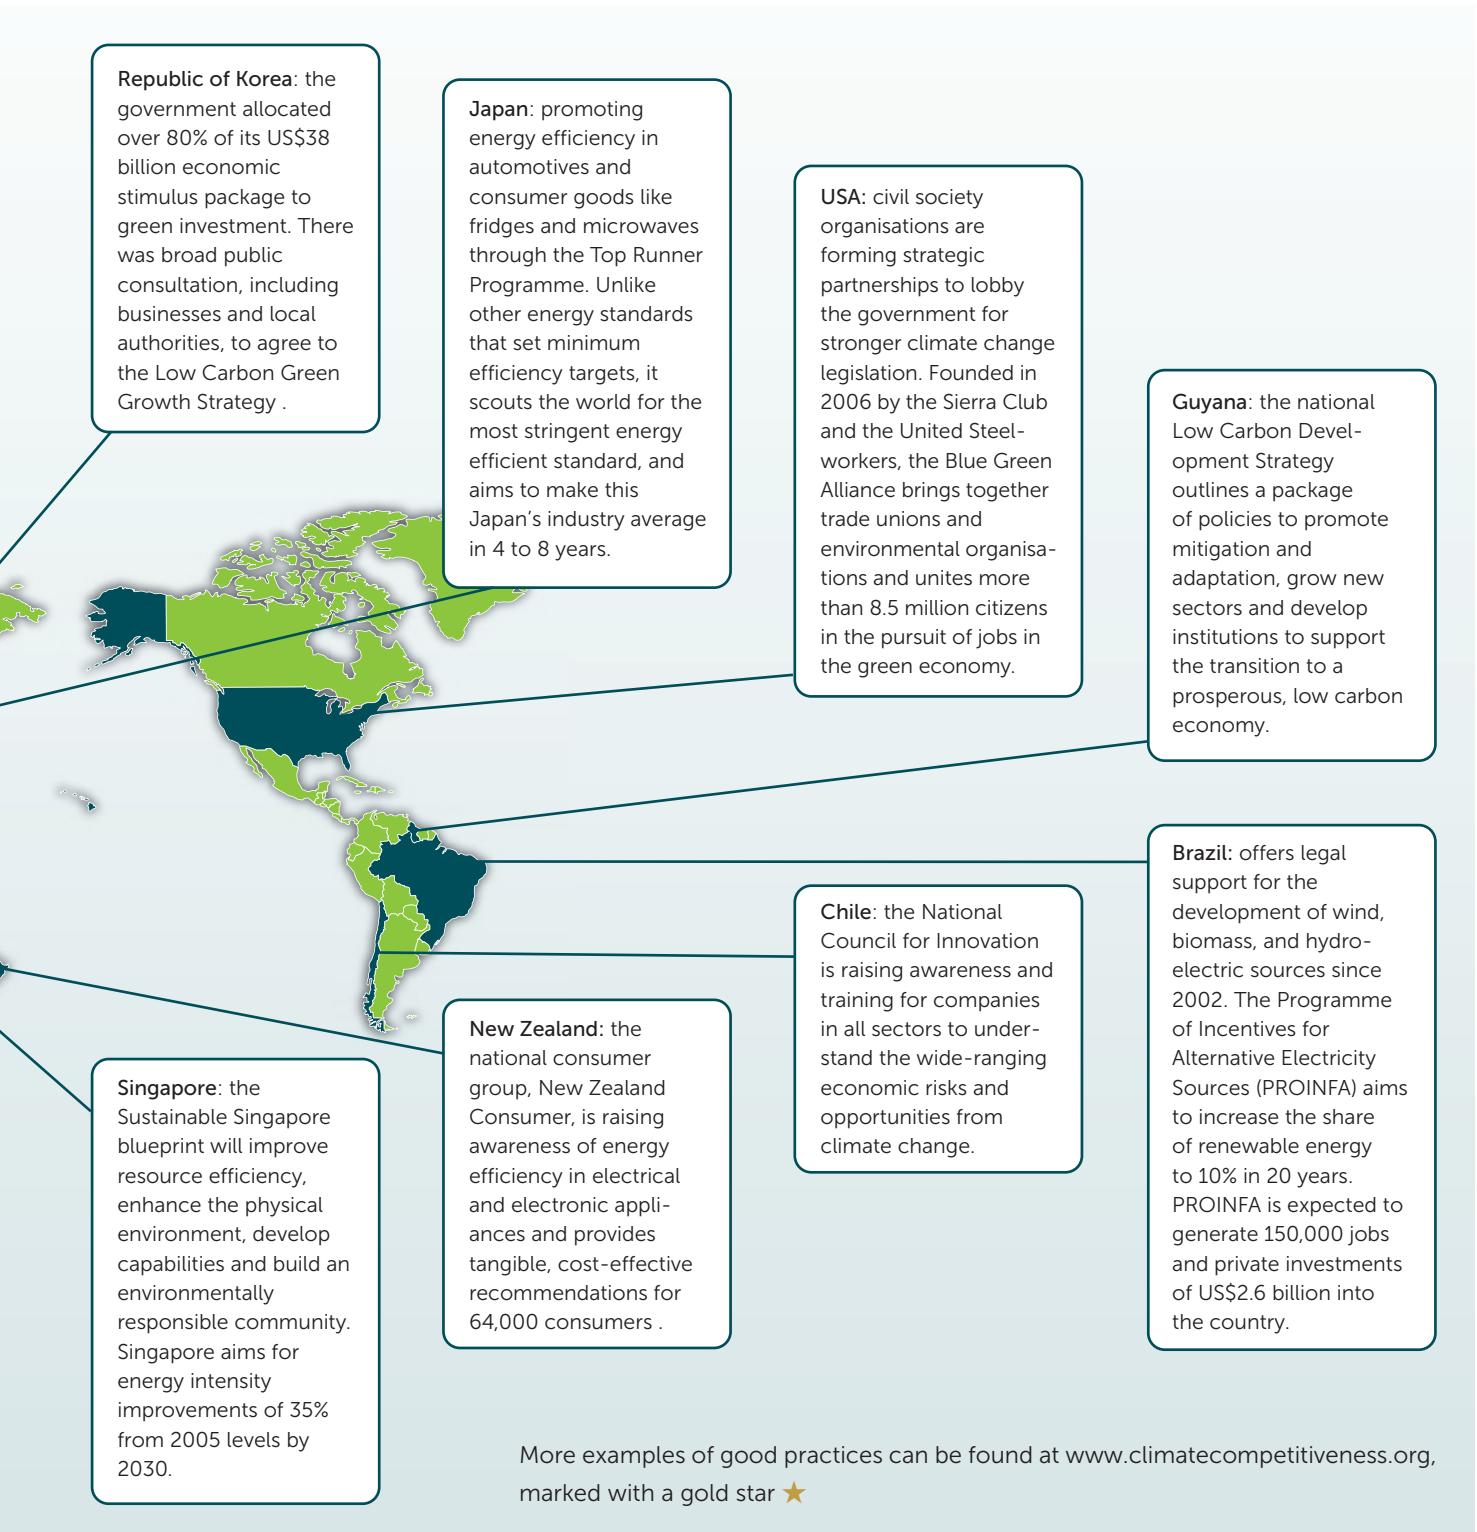 Republic of Korea: the
government allocated
over 80% of its US$38
billion economic
stimulus package to
green investment. There
was broad public
consultation, including
businesses and local
authorities, to agree to
the Low Carbon Green
Growth Strategy .
Japan: promoting
energy efficiency in
automotives and
consumer goods like
fridges and microwaves
through the Top Runner
Programme. Unlike
other energy standards
that set minimum
efficiency targets, it
scouts the world for the
most stringent energy
efficient standard, and
aims to make this
Japan's industry average
in 4 to 8 years.
USA: civil society
organisations are
forming strategic
partnerships to lobby
the government for
stronger climate change
legislation. Founded in
2006 by the Sierra Club
and the United Steel-
workers, the Blue Green
Alliance brings together
trade unions and
environmental organisa-
tions and unites more
than 8.5 million citizens
in the pursuit of jobs in
the green economy.
Guyana: the national
Low Carbon Devel-
opment Strategy
outlines a package
of policies to promote
mitigation and
adaptation, grow new
sectors and develop
institutions to support
the transition to a
prosperous, low carbon
economy.
Brazil: offers legal
support for the
development of wind,
biomass, and hydro-
electric sources since
2002. The Programme
of Incentives for
Alternative Electricity
Sources (PROINFA) aims
to increase the share
of renewable energy
to 10% in 20 years.
PROINFA is expected to
generate 150,000 jobs
and private investments
of US$2.6 billion into
the country.
Chile: the National
Council for Innovation
is raising awareness and
training for companies
in all sectors to under-
stand the wide-ranging
economic risks and
opportunities from
climate change.
New Zealand: the
national consumer
group, New Zealand
Consumer, is raising
awareness of energy
efficiency in electrical
and electronic appli-
ances and provides
tangible, cost-effective
recommendations for
64,000 consumers .
Singapore: the
Sustainable Singapore
blueprint will improve
resource efficiency,
enhance the physical
environment, develop
capabilities and build an
environmentally
responsible community.
Singapore aims for
energy intensity
improvements of 35%
from 2005 levels by
2030.
More examples of good practices can be found at www.climatecompetitiveness.org,
marked with a gold star ★